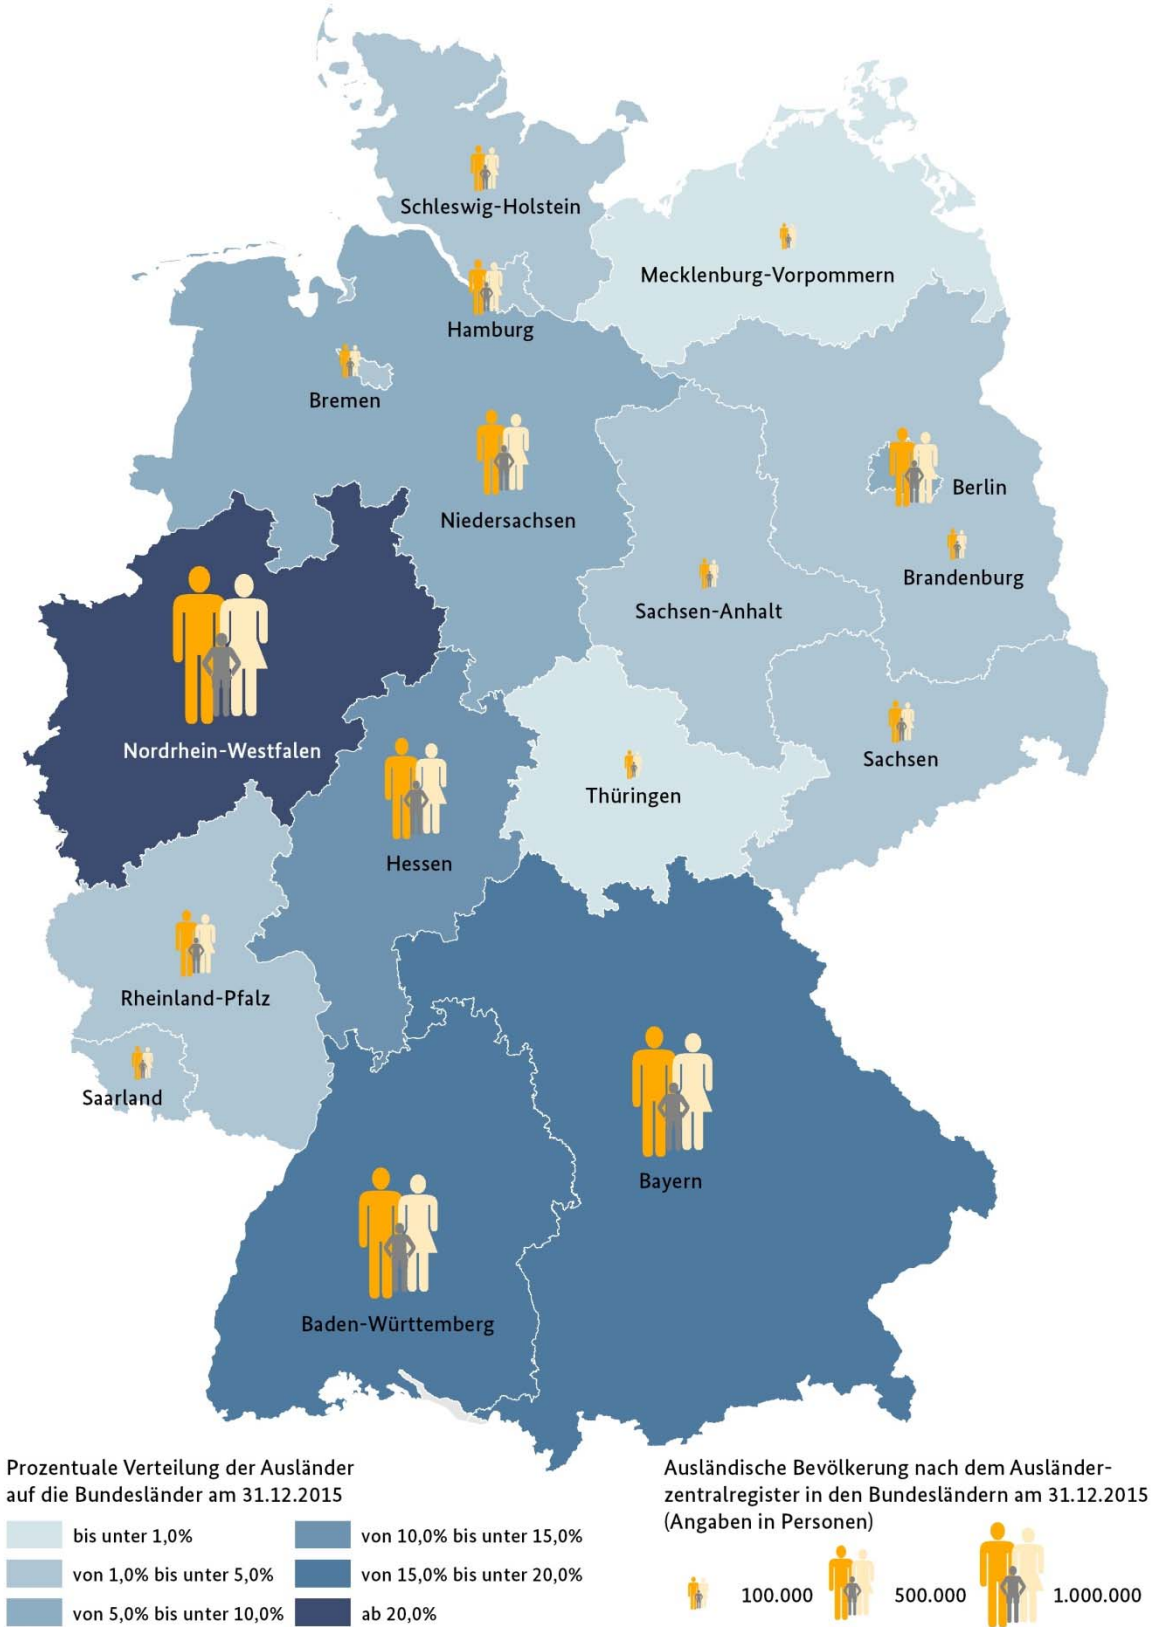 Schleswig-Holstein
Mecklenburg-Vorpommern
Hamburg
Bremen
Berlin
Niedersachsen
Brandenburg
Sachsen-Anhalt
Nordrhein-Westfalen
Sachsen
Thüringen
Hessen
Rheinland-Pfalz
Saarland
Bayern
Baden-Württemberg
Prozentuale Verteilung der Ausländer
auf die Bundesländer am 31.12.2015
bis unter 1,0%
von 1,0% bis unter 5,0%
von 5,0% bis unter 10,0%
von 10,0% bis unter 15,0%
von 15,0% bis unter 20,0%
ab 20,0%
Ausländische Bevölkerung nach dem Auslände­r-
zentralregister in den Bundesländern am 31.12.2015
(Angaben in Personen)
100.000
500.000
1.000.000